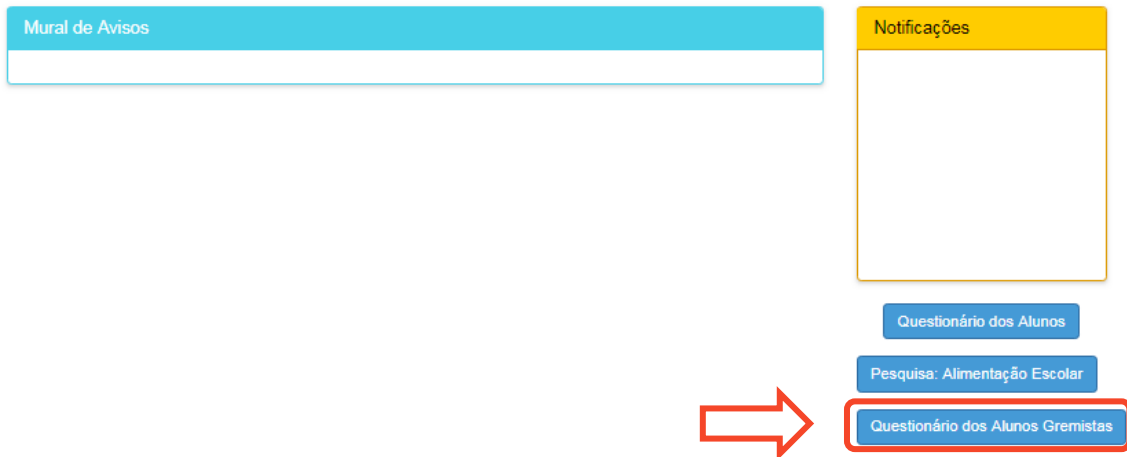 Mural de Avisos
Notificações
Questionário dos Alunos
Pesquisa: Alimentação Escolar
Questionário dos Alunos Gremistas